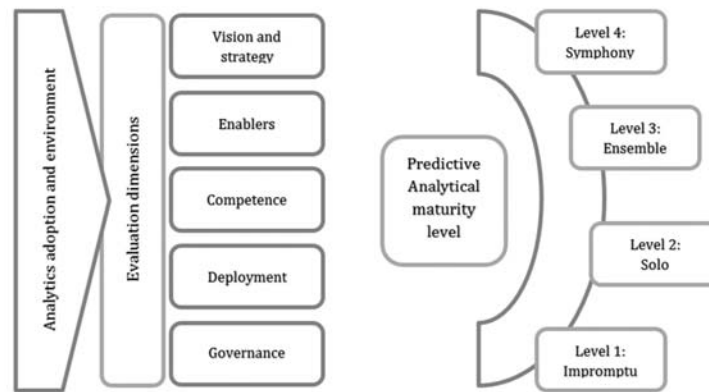 Analytics adoption and environment
Evaluation dimensions
Vision and
strategy
Enablers
Competence
Deployment
Governance
Predictive
Analytical
maturity
level
Level 4:
Symphony
Level 3:
Ensemble
Level 2:
Solo
Level 1:
Impromptu